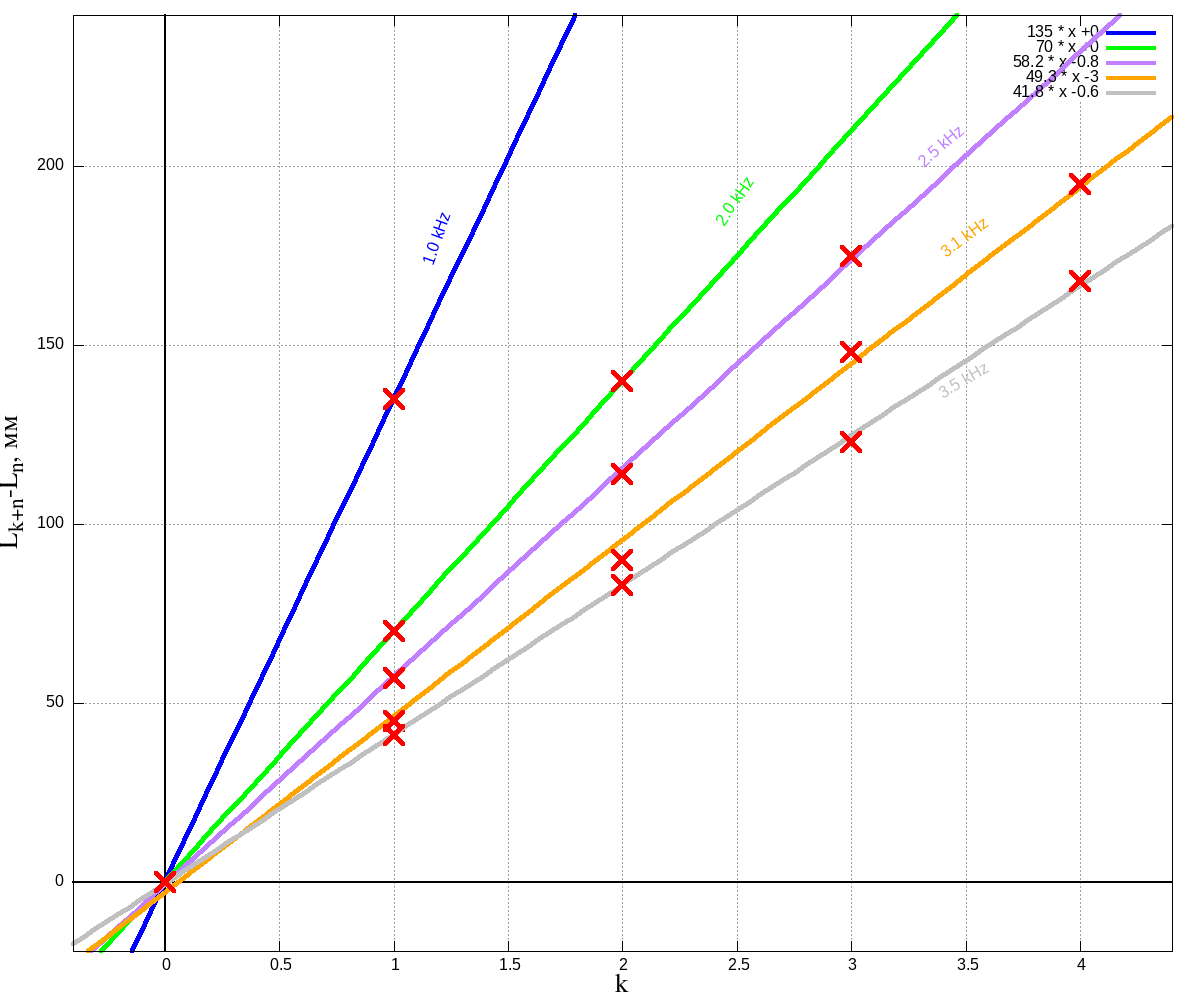 135 * x +0
70 * x +0
58.2 * x -0.8
49.3 * x -3
41.8 * x -0.6
200
150
100
50
0
L k+n - L n, мм
1.0 kHz
2.0 kHz
2.5 kHz
3.1 kHz
3.5 kHz
0 0.5 1 1.5 2 2.5 3 3.5 4
k